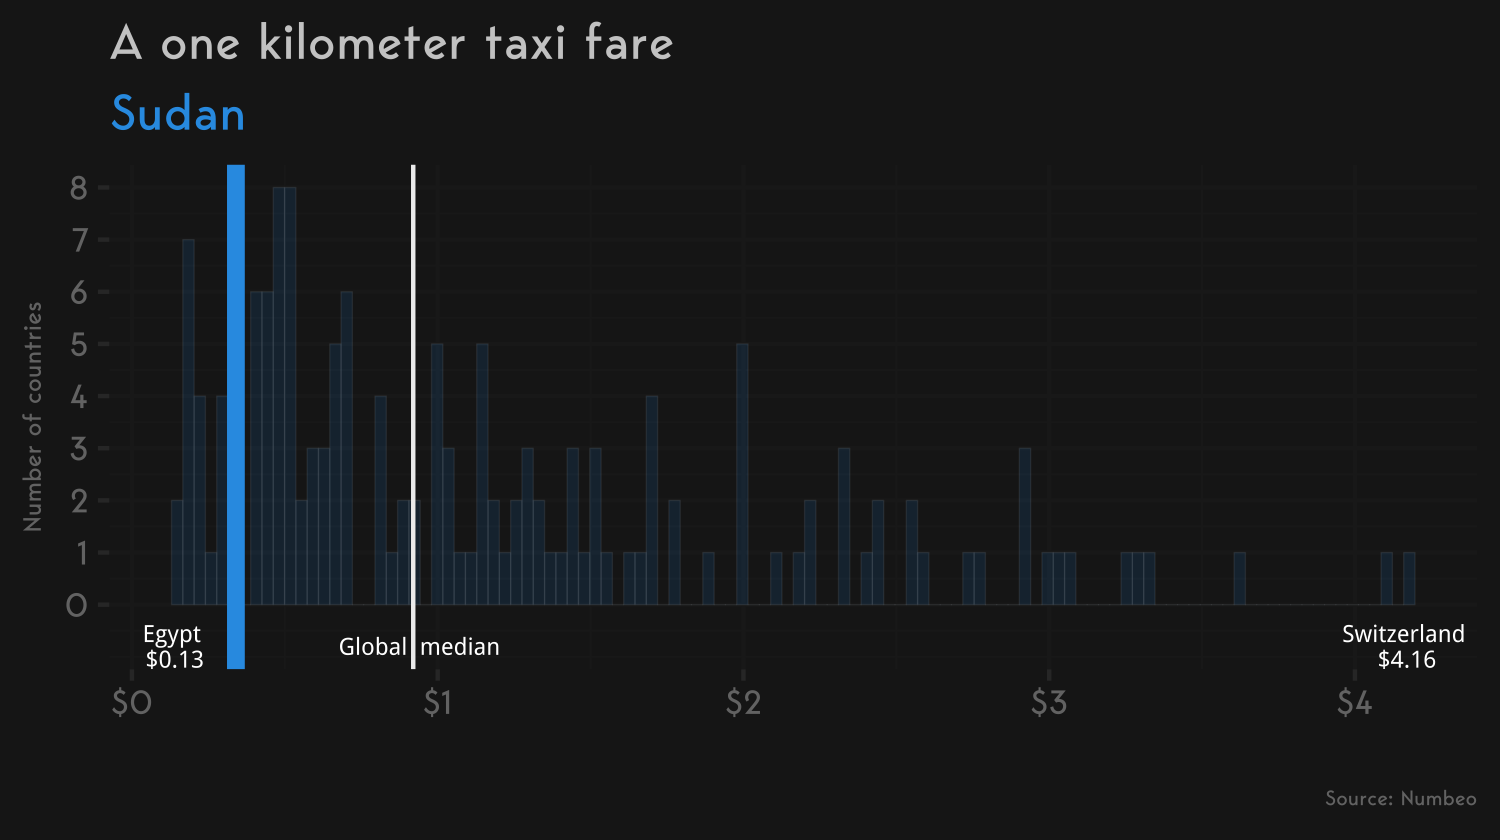 A one kilometer taxi fare
Sudan
Number of countries
8
7
6
5
4
3
2
1
0
Egypt
$0.13
Global median
Switzerland
$4.16
$0 $1 $2 $3 $4
Source: Numbeo